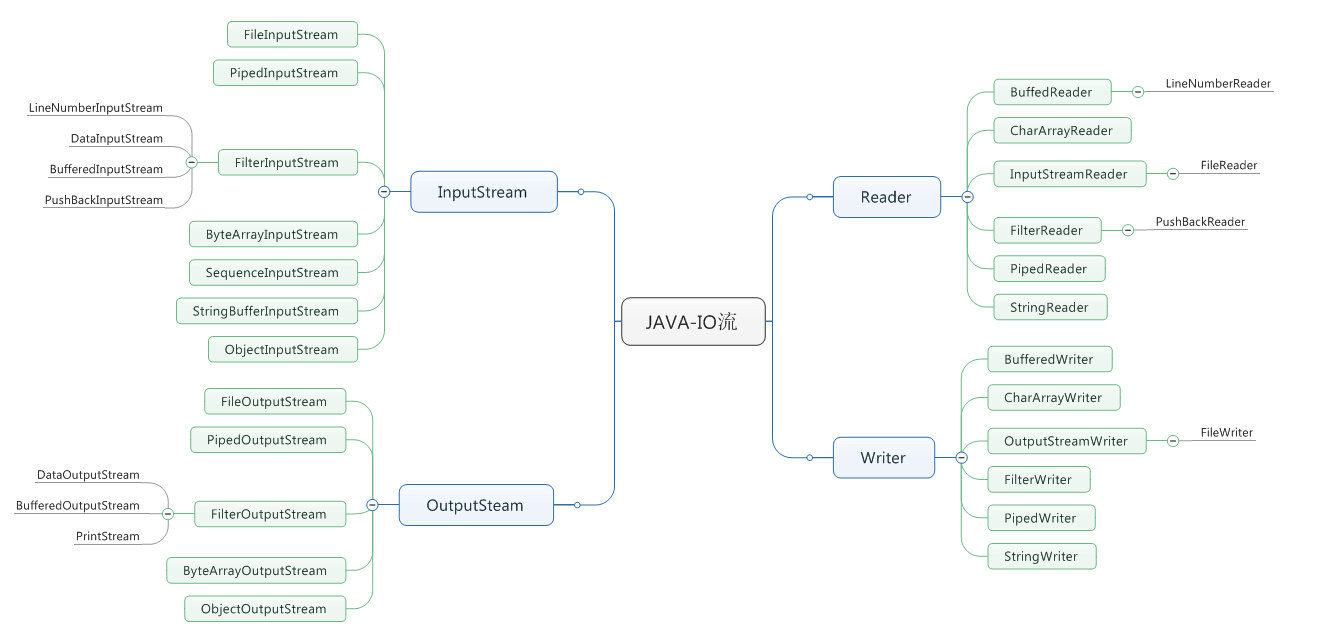 JAVA-IO流
InputStream
FileInputStream
PipedInputStream
FilterInputStream
LineNumberInputStream
DataInputStream
BufferedInputStream
PushBackInputStream
ByteArrayInputStream
SequenceInputStream
StringBufferInputStream
ObjectInputStream
OutputSteam
FileOutputStream
PipedOutputStream
FilterOutputStream
DataOutputStream
BufferedOutputStream
PrintStream
ByteArrayOutputStream
ObjectOutputStream
Reader
BuffedReader
LineNumberReader
CharArrayReader
InputStreamReader
FileReader
FilterReader
PushBackReader
PipedReader
StringReader
Writer
BufferedWriter
CharArrayWriter
OutputStreamWriter
FileWriter
FilterWriter
PipedWriter
StringWriter